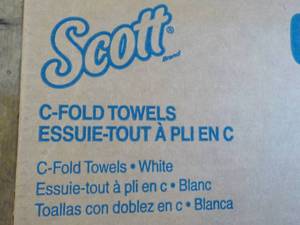 Scott®
Brand
C-FOLD TOWELS
ESSUIE-TOUT À PLI EN C
C-Fold Towels • White
Essuie-tout à pli en c • Blanc
Toallas con doblez en c • Blanca